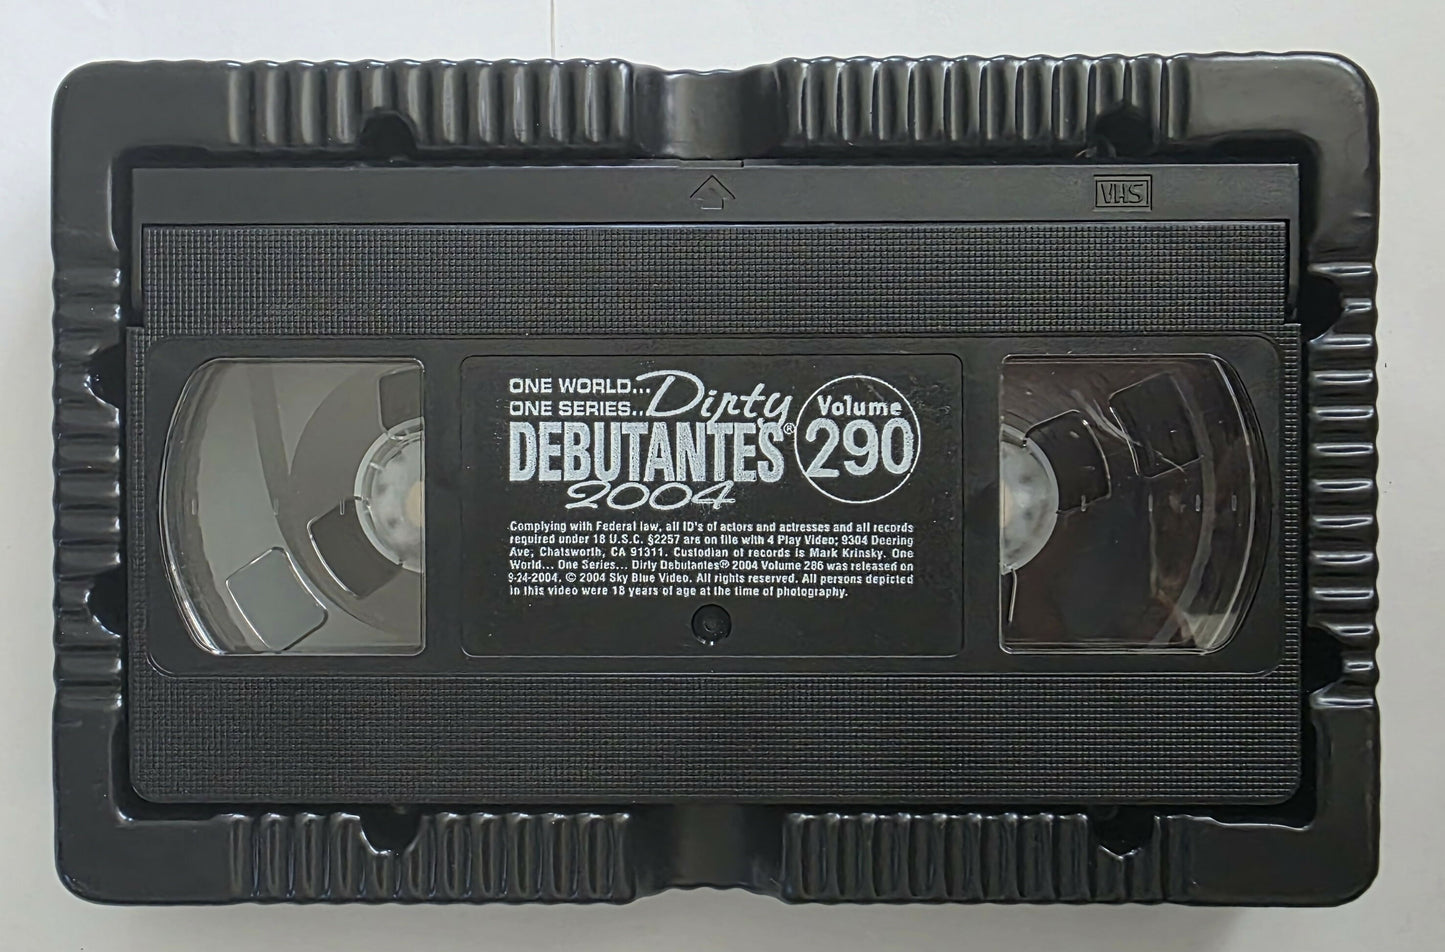 VHS
ONE WORLD... Dirty
ONE SERIES..
DEBUTANTES®
2004
Volume
290
Complying with Federal law, all ID's of actors and actresses and all records
required under 18 U.S.C. §2257 are on file with 4 Play Video; 9304 Deering
Ave, Chatsworth, CA 91311. Custodian of records is Mark Krinsky. One
World... One Series... Dirty Debutantes® 2004 Volume 286 was released on
9-24-2004. © 2004 Sky Blue Video. All rights reserved. All persons depicted
in this video were 18 years of age at the time of photography.